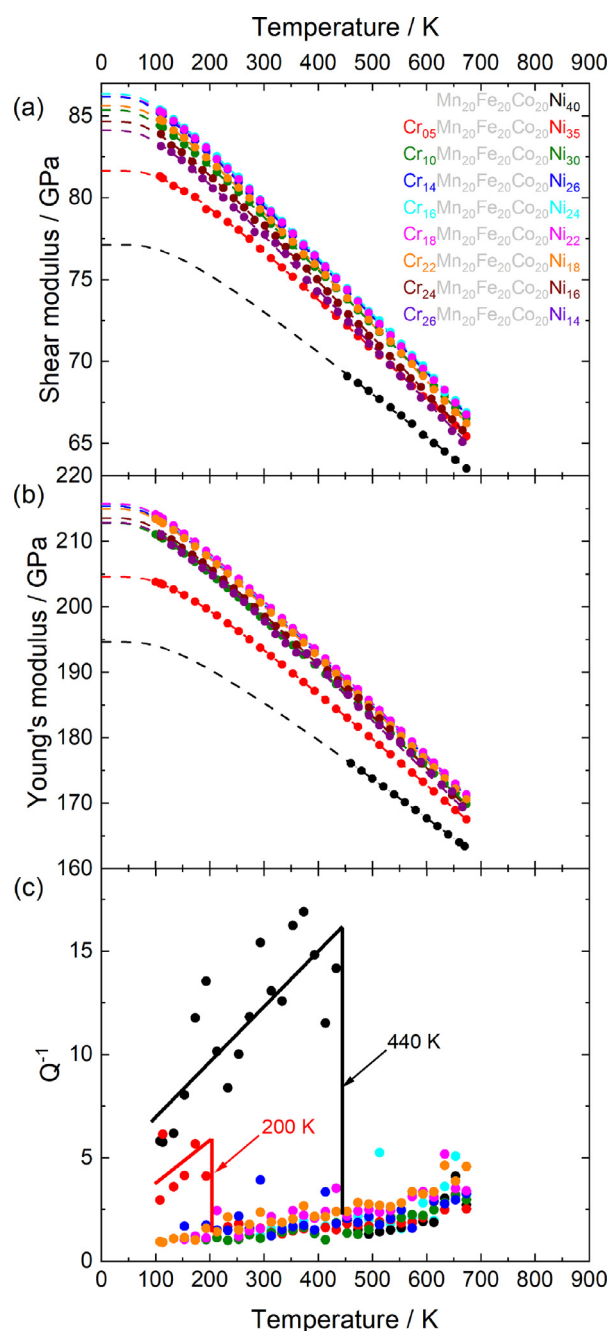 Temperature / K
0 100 200 300 400 500 600 700 800 900
(a)
Shear modulus / GPa
85
80
75
70
65
Mn₂₀Fe₂₀Co₂₀Ni₄₀
Cr₀₅Mn₂₀Fe₂₀Co₂₀Ni₃₅
Cr₁₀Mn₂₀Fe₂₀Co₂₀Ni₃₀
Cr₁₄Mn₂₀Fe₂₀Co₂₀Ni₂₆
Cr₁₆Mn₂₀Fe₂₀Co₂₀Ni₂₄
Cr₁₈Mn₂₀Fe₂₀Co₂₀Ni₂₂
Cr₂₂Mn₂₀Fe₂₀Co₂₀Ni₁₈
Cr₂₄Mn₂₀Fe₂₀Co₂₀Ni₁₆
Cr₂₆Mn₂₀Fe₂₀Co₂₀Ni₁₄
(b)
Young's modulus / GPa
220
210
200
190
180
170
160
(c)
Q⁻¹
15
10
5
0
440 K
200 K
0 100 200 300 400 500 600 700 800 900
Temperature / K